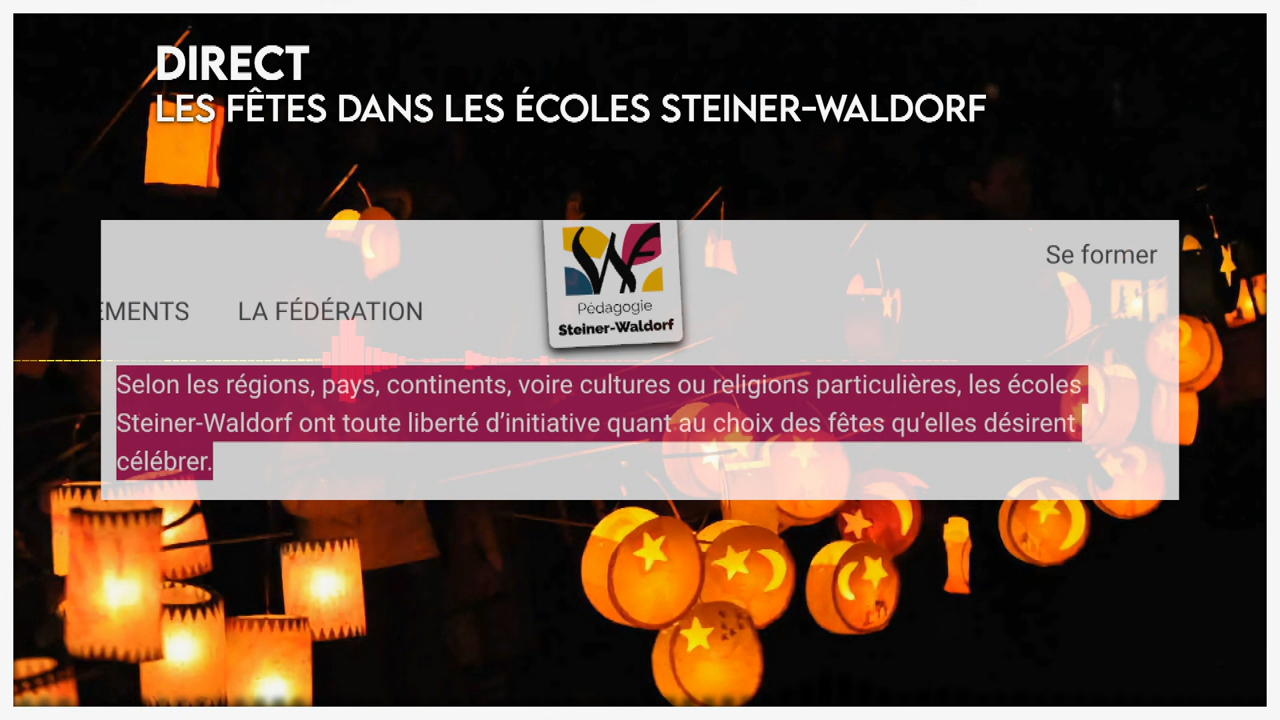 DIRECT
LES FÊTES DANS LES ÉCOLES STEINER-WALDORF
Se former
LA FÉDÉRATION
Pédagogie
Steiner-Waldorf
Selon les régions, pays, continents, voire cultures ou religions particulières, les écoles
Steiner-Waldorf ont toute liberté d’initiative quant au choix des fêtes qu’elles désirent
célébrer.